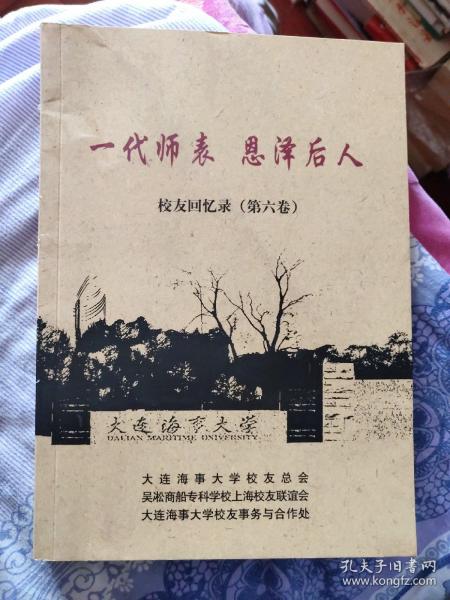 一代师表 恩泽后人
校友回忆录（第六卷）
大连海事大学
DALIAN MARITIME UNIVERSITY
大连海事大学校友总会
吴淞商船专科学校上海校友联谊会
大连海事大学校友事务与合作处
孔夫子旧书网
www.kongfz.com